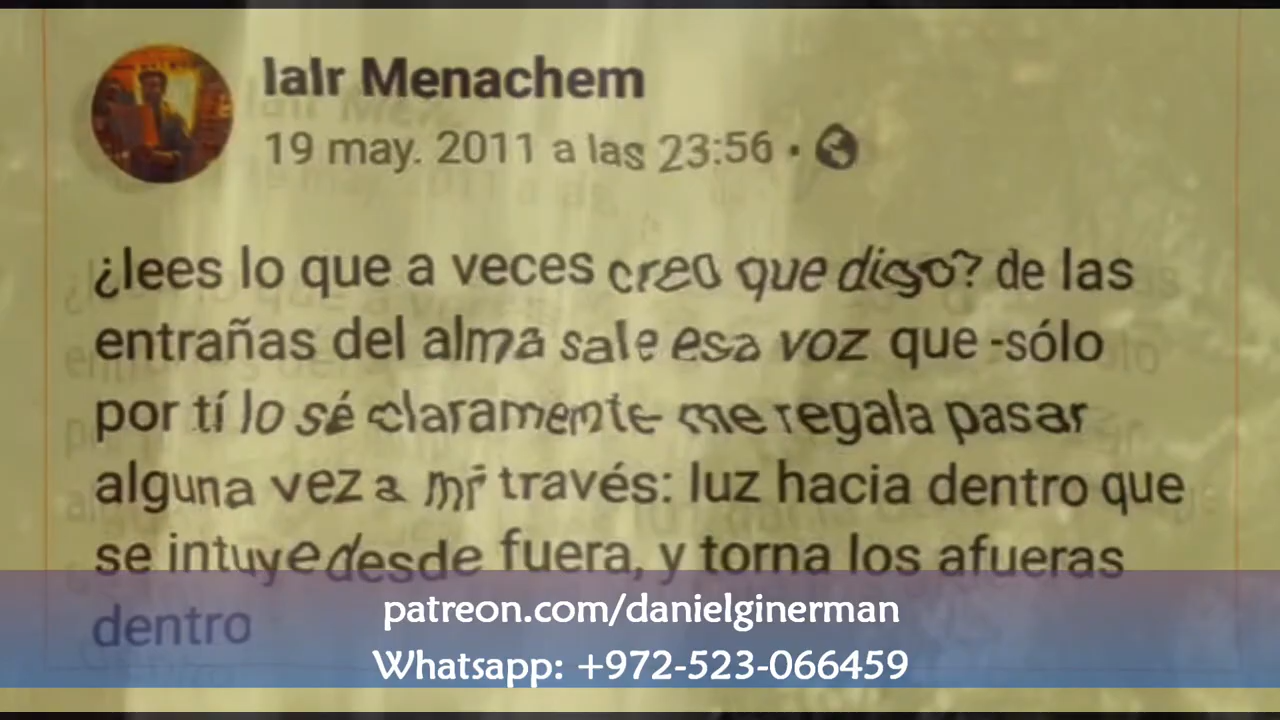 IaIr Menachem
19 may. 2011 a las 23:56 ·
¿lees lo que a veces creo que digo? de las
entrañas del alma sale esa voz que -sólo
por tí lo sé claramente- me regala pasar
alguna vez a mi través: luz hacia dentro que
se intuye desde fuera, y torna los afueras
dentro
patreon.com/danielginerman
Whatsapp: +972-523-066459